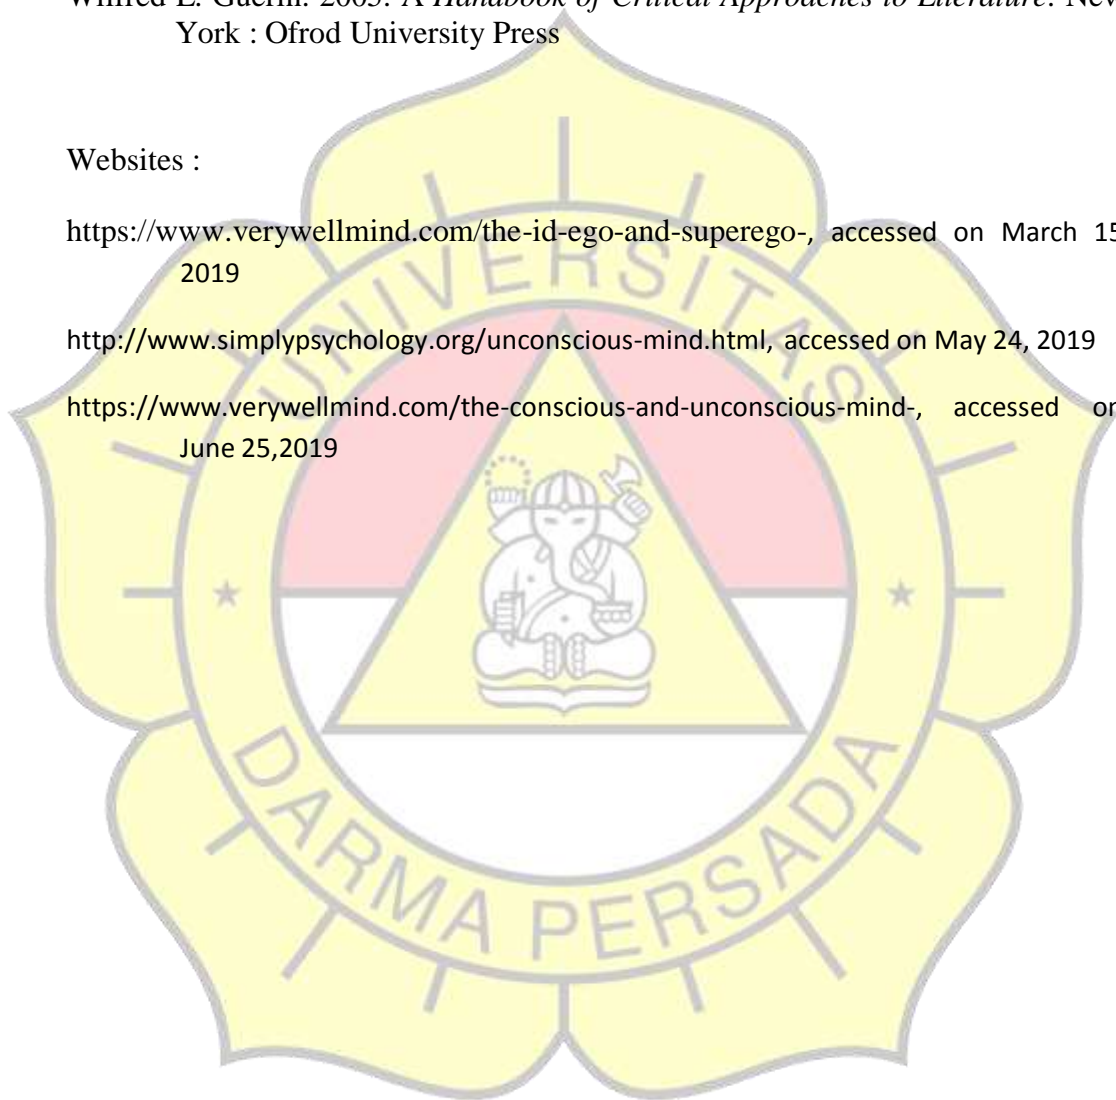 Wilfred L. Guerin. 2005. A Handbook of Critical Approaches to Literature. New
York : Ofrod University Press
Websites :
https://www.verywellmind.com/the-id-ego-and-superego-, accessed on March 15
2019
http://www.simplypsychology.org/unconscious-mind.html, accessed on May 24, 2019
https://www.verywellmind.com/the-conscious-and-unconscious-mind-, accessed on
June 25,2019
UNIVERSITAS
DARMA PERSADA